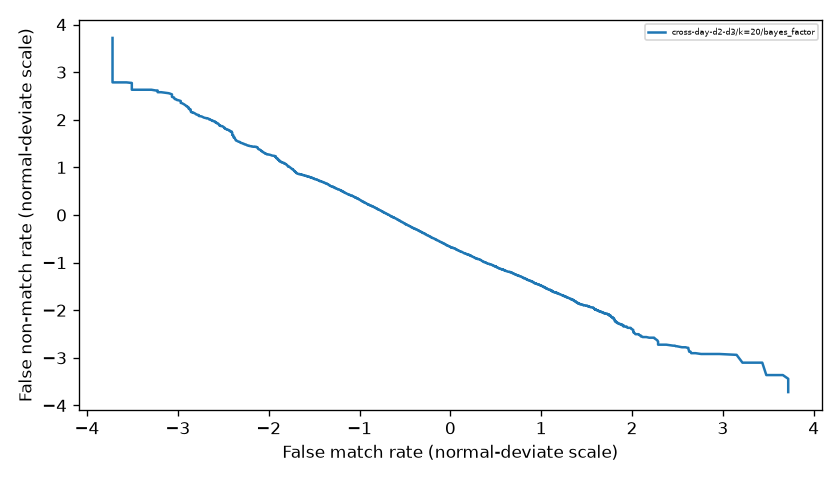 cross-day-d2-d3/k=20/bayes_factor
False non-match rate (normal-deviate scale)
4
3
2
1
0
−1
−2
−3
−4
−4 −3 −2 −1 0 1 2 3 4
False match rate (normal-deviate scale)